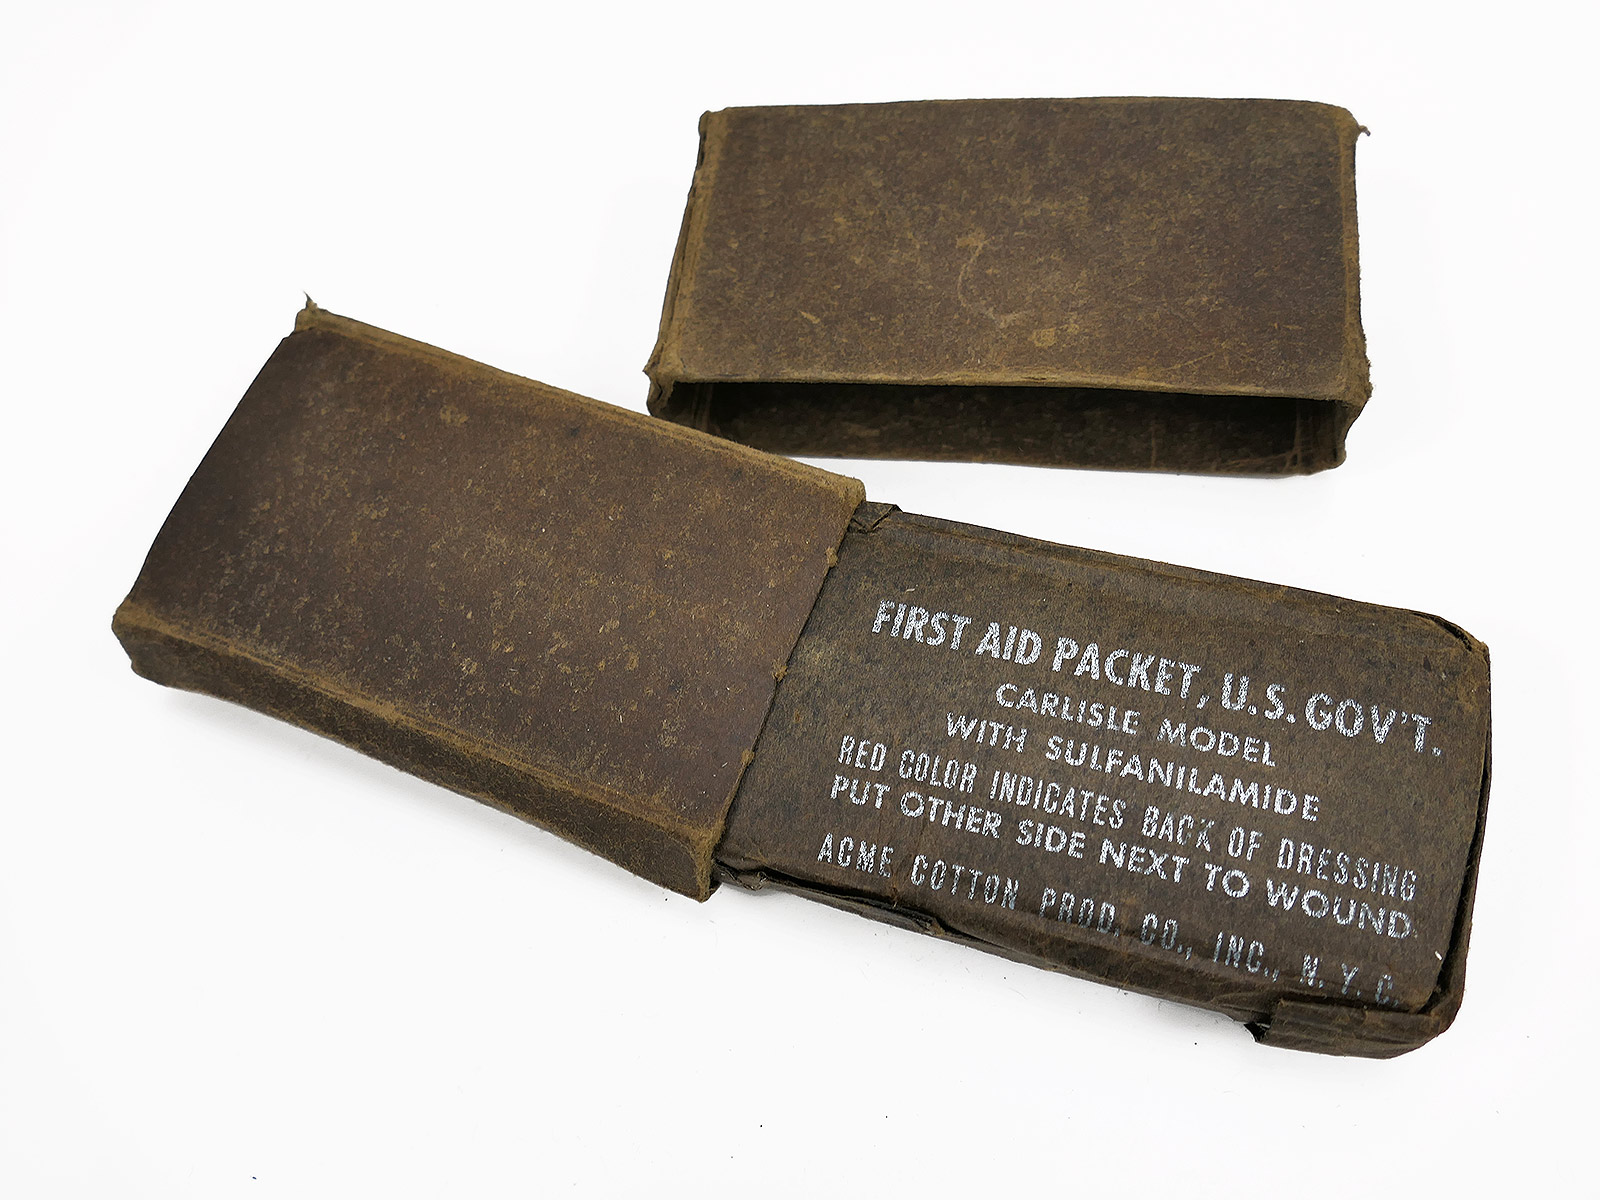 FIRST AID PACKET, U.S. GOV'T.
CARLISLE MODEL
WITH SULFANILAMIDE
RED COLOR INDICATES BACK OF DRESSING
PUT OTHER SIDE NEXT TO WOUND
ACME COTTON PROD. CO., INC., N. Y. C.